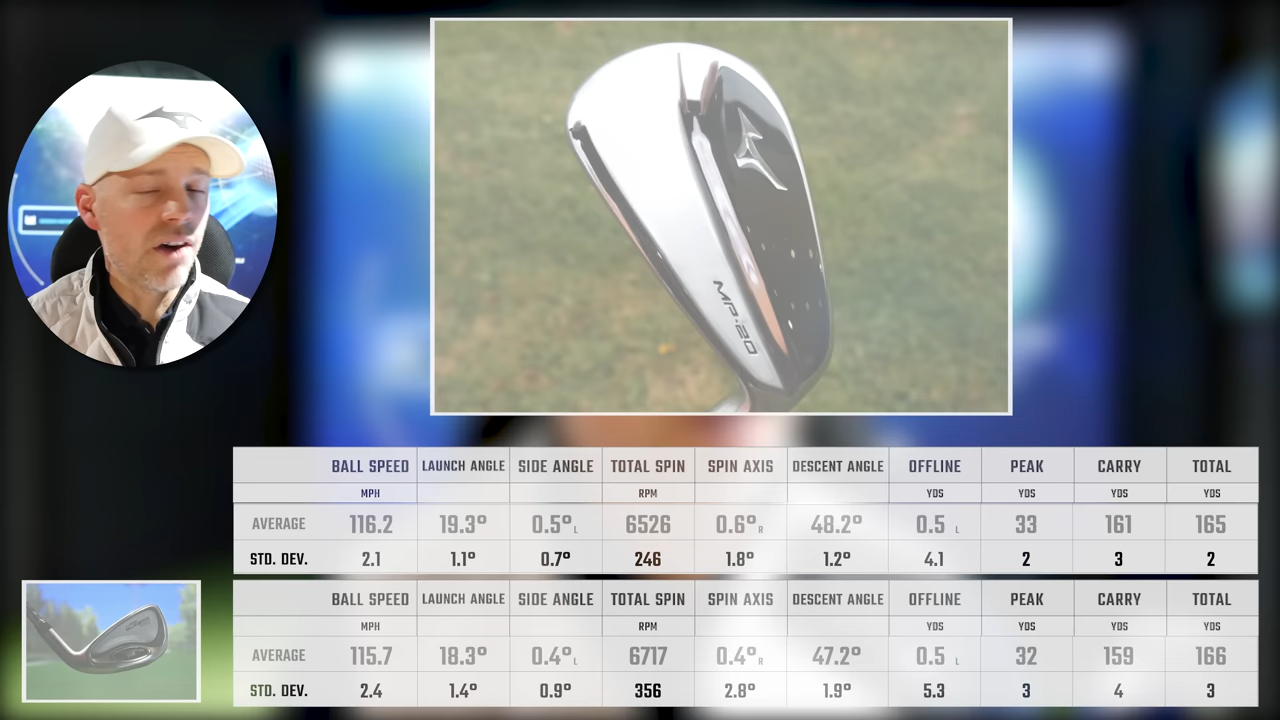 MP-20
BALL SPEED LAUNCH ANGLE SIDE ANGLE TOTAL SPIN SPIN AXIS DESCENT ANGLE OFFLINE PEAK CARRY TOTAL
MPH RPM YDS YDS YDS YDS
AVERAGE 116.2 19.3° 0.5° L 6526 0.6° R 48.2° 0.5 L 33 161 165
STD. DEV. 2.1 1.1° 0.7° 246 1.8° 1.2° 4.1 2 3 2
BALL SPEED LAUNCH ANGLE SIDE ANGLE TOTAL SPIN SPIN AXIS DESCENT ANGLE OFFLINE PEAK CARRY TOTAL
MPH RPM YDS YDS YDS YDS
AVERAGE 115.7 18.3° 0.4° L 6717 0.4° R 47.2° 0.5 L 32 159 166
STD. DEV. 2.4 1.4° 0.9° 356 2.8° 1.9° 5.3 3 4 3